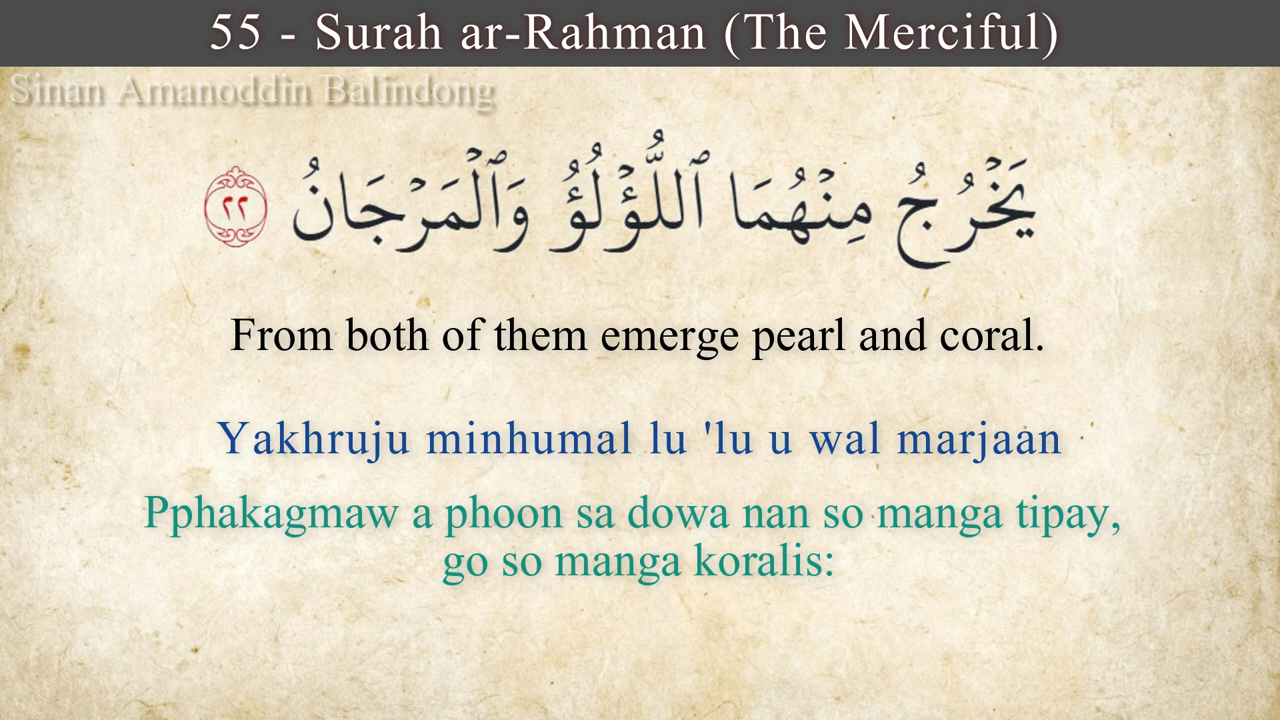 55 - Surah ar-Rahman (The Merciful)
Sinan Amanoddin Balindong
يَخْرُجُ مِنْهُمَا ٱللُّؤْلُؤُ وَٱلْمَرْجَانُ ٢٢
From both of them emerge pearl and coral.
Yakhruju minhumal lu 'lu u wal marjaan
Pphakagmaw a phoon sa dowa nan so manga tipay,
go so manga koralis: